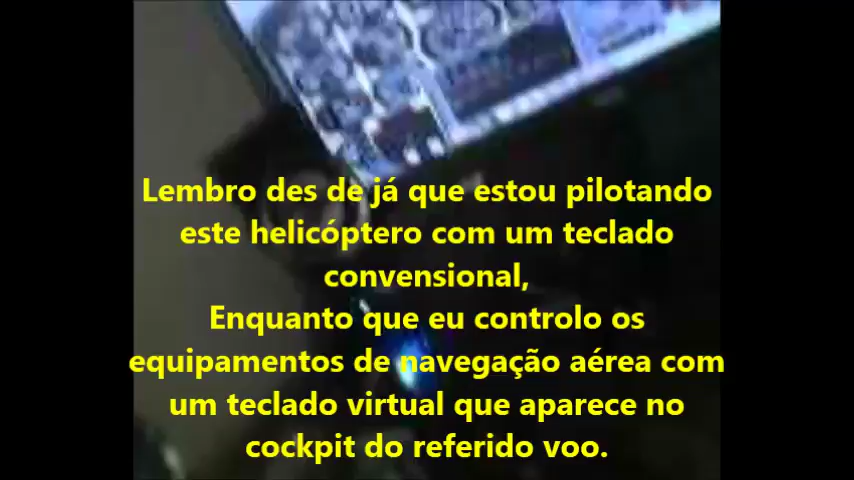 Lembro des de já que estou pilotando
este helicóptero com um teclado
convensional,
Enquanto que eu controlo os
equipamentos de navegação aérea com
um teclado virtual que aparece no
cockpit do referido voo.